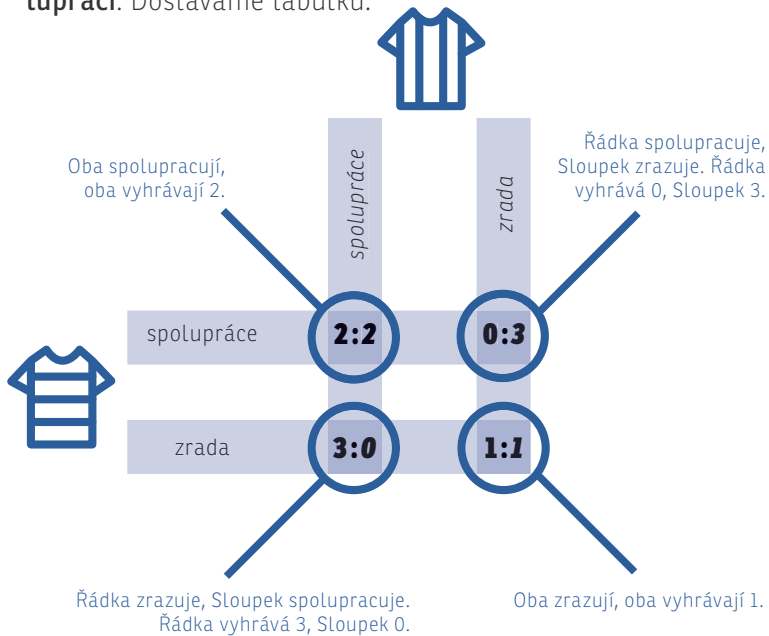 tupráci. Dostáváme tabulku.
Oba spolupracují,
oba vyhrávají 2.
Řádka spolupracuje,
Sloupek zrazuje. Řádka
vyhrává 0, Sloupek 3.
spolupráce
zrada
spolupráce
2:2
0:3
zrada
3:0
1:1
Řádka zrazuje, Sloupek spolupracuje.
Řádka vyhrává 3, Sloupek 0.
Oba zrazují, oba vyhrávají 1.